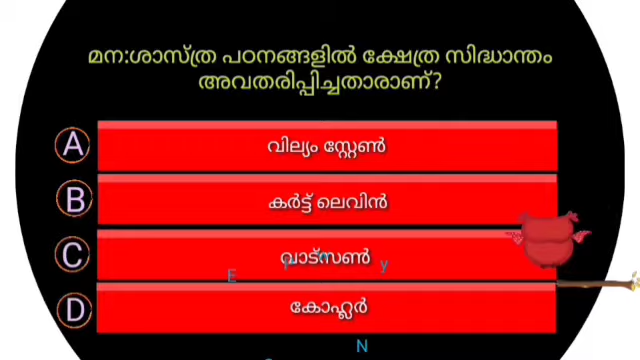 മന:ശാസ്ത്ര പഠനങ്ങളിൽ ക്ഷേത്ര സിദ്ധാന്തം
അവതരിപ്പിച്ചതാരാണ്?
A വില്യം സ്റ്റേൺ
B കർട്ട് ലെവിൻ
C വാട്സൺ
D കോഹ്ലർ
E
y
N